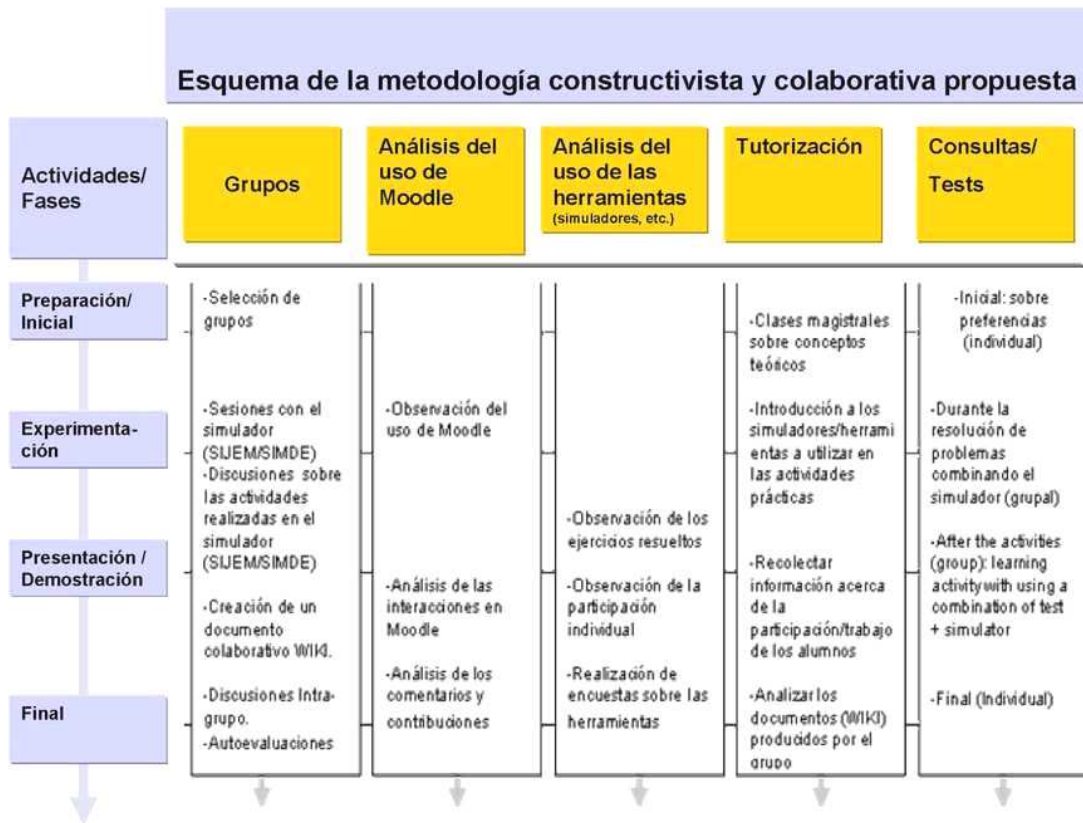 Esquema de la metodología constructivista y colaborativa propuesta
Actividades/
Fases
Grupos
Análisis del
uso de
Moodle
Análisis del
uso de las
herramientas
(simuladores, etc.)
Tutorización
Consultas/
Tests
Preparación/
Inicial
Experimenta-
ción
Presentación /
Demostración
Final
-Selección de
grupos
-Sesiones con el
simulador
(SIJEM/SIMDE)
-Discusiones sobre
las actividades
realizadas en el
simulador
(SIJEM/SIMDE)
-Creación de un
documento
colaborativo WIKI.
-Discusiones Intra-
grupo.
-Autoevaluaciones
-Observación del
uso de Moodle
-Análisis de las
interacciones en
Moodle
-Análisis de los
comentarios y
contribuciones
-Observación de los
ejercicios resueltos
-Observación de la
participación
individual
-Realización de
encuestas sobre las
herramientas
-Clases magistrales
sobre conceptos
teóricos
-Introducción a los
simuladores/herrami
entas a utilizar en
las actividades
prácticas
-Recolectar
información acerca
de la
participación/trabajo
de los alumnos
-Analizar los
documentos (WIKI)
producidos por el
grupo
-Inicial: sobre
preferencias
(individual)
-Durante la
resolución de
problemas
combinando el
simulador (grupal)
-After the activities
(group): learning
activity with using a
combination of test
+ simulator
-Final (Individual)